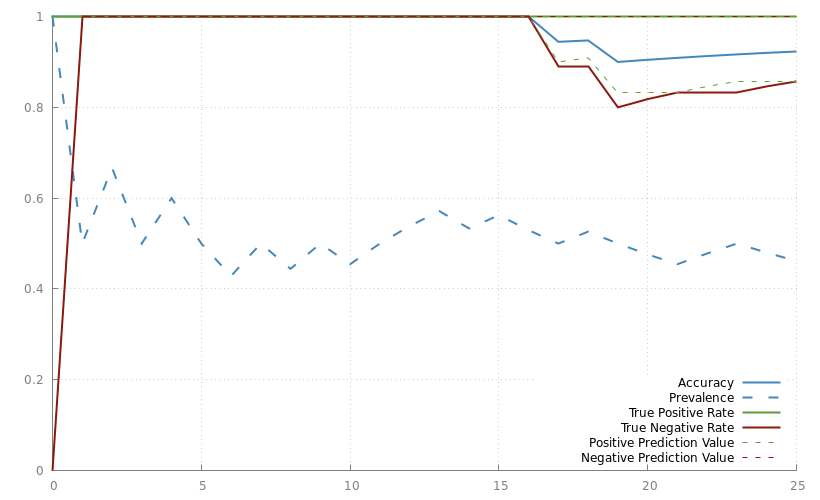 1
0.8
0.6
0.4
0.2
0
0 5 10 15 20 25
Accuracy
Prevalence
True Positive Rate
True Negative Rate
Positive Prediction Value
Negative Prediction Value